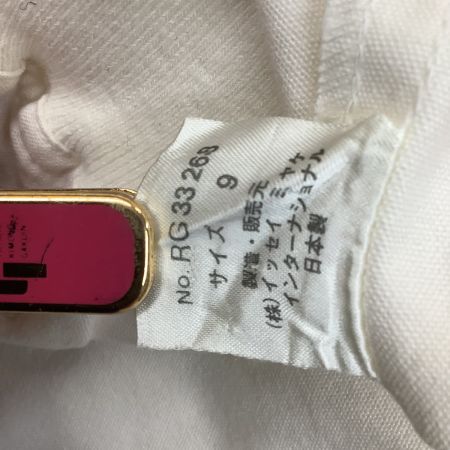 No. RG 33 268
サイズ 9
製造・販売元
(株)イッセイ ミヤケ
インターナショナル
日本製